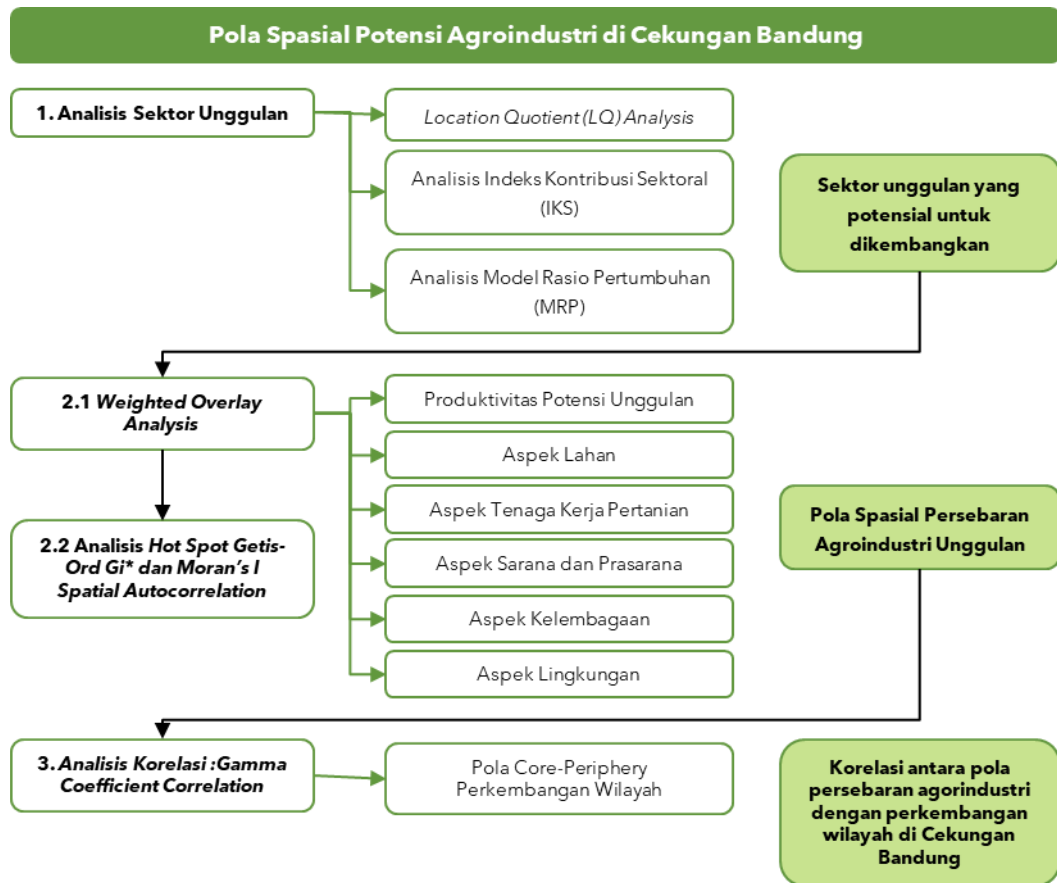 Pola Spasial Potensi Agroindustri di Cekungan Bandung
1. Analisis Sektor Unggulan
Location Quotient (LQ) Analysis
Analisis Indeks Kontribusi Sektoral
(IKS)
Analisis Model Rasio Pertumbuhan
(MRP)
Sektor unggulan yang
potensial untuk
dikembangkan
2.1 Weighted Overlay
Analysis
Produktivitas Potensi Unggulan
Aspek Lahan
Aspek Tenaga Kerja Pertanian
Aspek Sarana dan Prasarana
Aspek Kelembagaan
Aspek Lingkungan
2.2 Analisis Hot Spot Getis-
Ord Gi* dan Moran's I
Spatial Autocorrelation
Pola Spasial Persebaran
Agroindustri Unggulan
3. Analisis Korelasi :Gamma
Coefficient Correlation
Pola Core-Periphery
Perkembangan Wilayah
Korelasi antara pola
persebaran agorindustri
dengan perkembangan
wilayah di Cekungan
Bandung